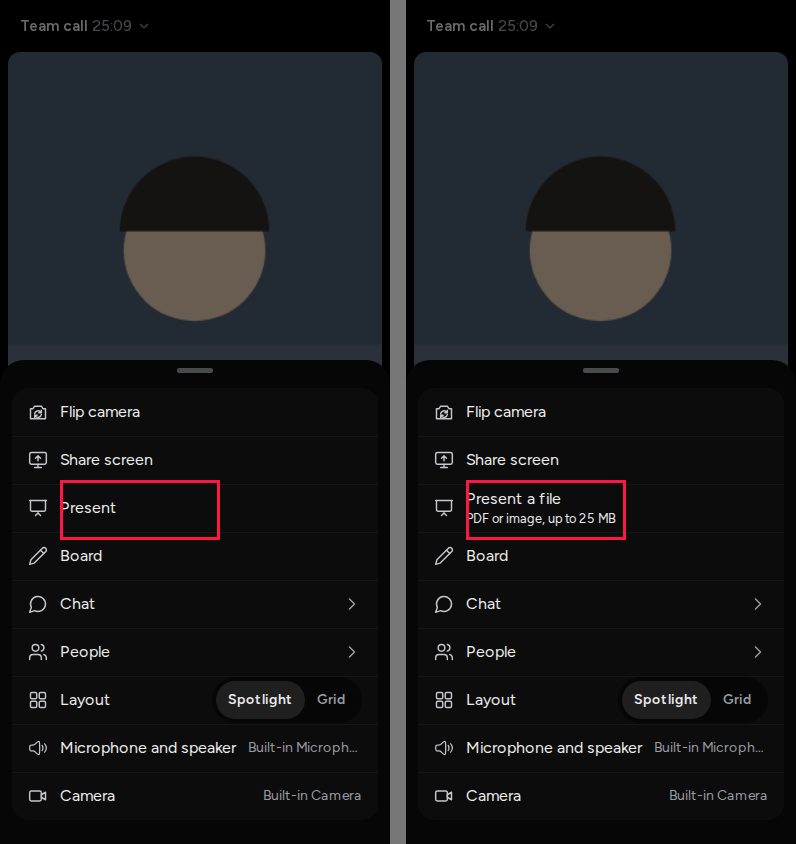 Team call 25:09
Flip camera
Share screen
Present
Board
Chat
People
Layout Spotlight Grid
Microphone and speaker Built-in Microph...
Camera Built-in Camera
Team call 25:09
Flip camera
Share screen
Present a file
PDF or image, up to 25 MB
Board
Chat
People
Layout Spotlight Grid
Microphone and speaker Built-in Microph...
Camera Built-in Camera